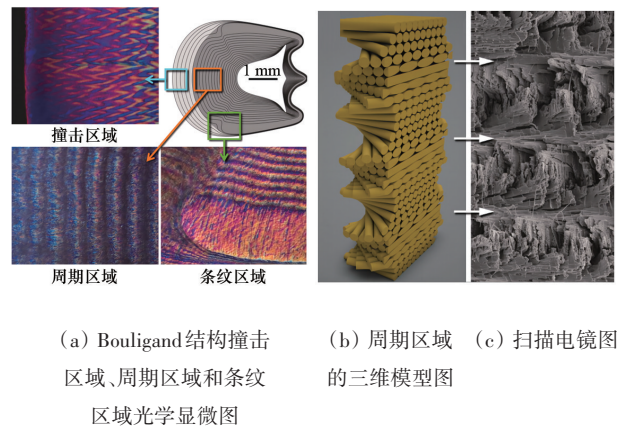 1 mm
撞击区域
周期区域
条纹区域
(a) Bouligand结构撞击
区域、周期区域和条纹
区域光学显微图
(b) 周期区域
的三维模型图
(c) 扫描电镜图